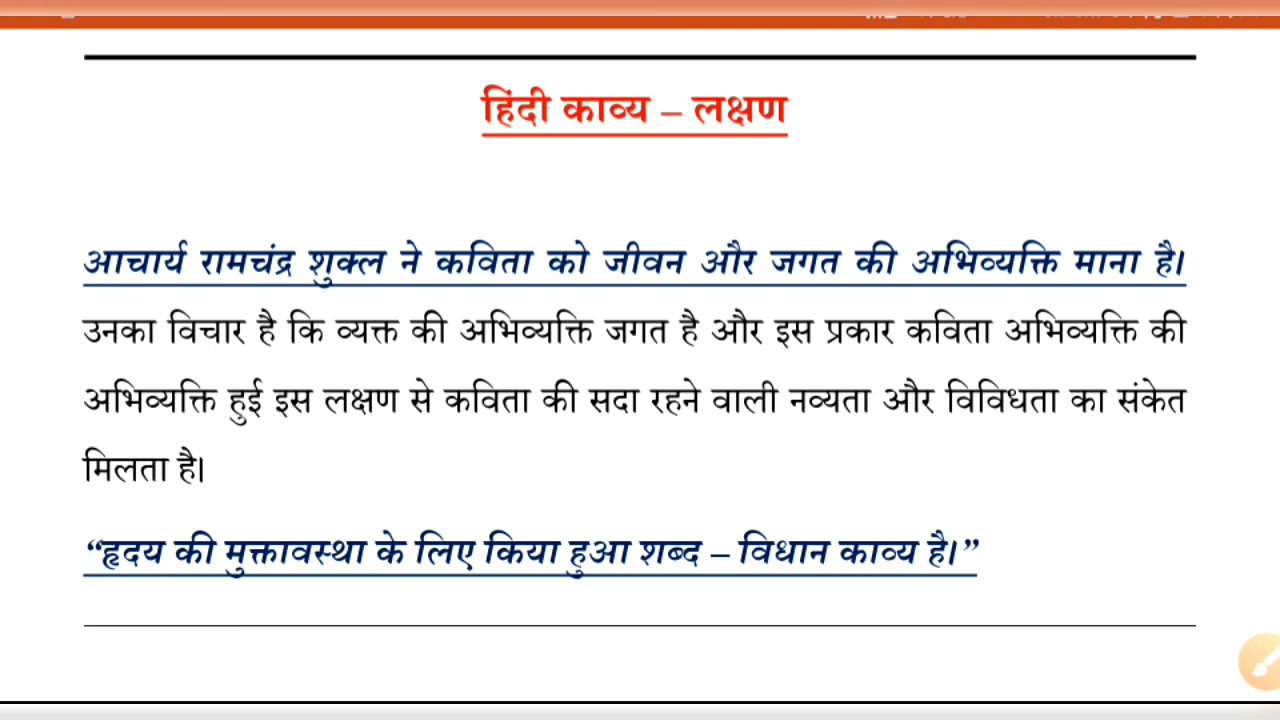 हिंदी काव्य – लक्षण
आचार्य रामचंद्र शुक्ल ने कविता को जीवन और जगत की अभिव्यक्ति माना है।
उनका विचार है कि व्यक्त की अभिव्यक्ति जगत है और इस प्रकार कविता अभिव्यक्ति की
अभिव्यक्ति हुई इस लक्षण से कविता की सदा रहने वाली नव्यता और विविधता का संकेत
मिलता है।
“हृदय की मुक्तावस्था के लिए किया हुआ शब्द – विधान काव्य है।”